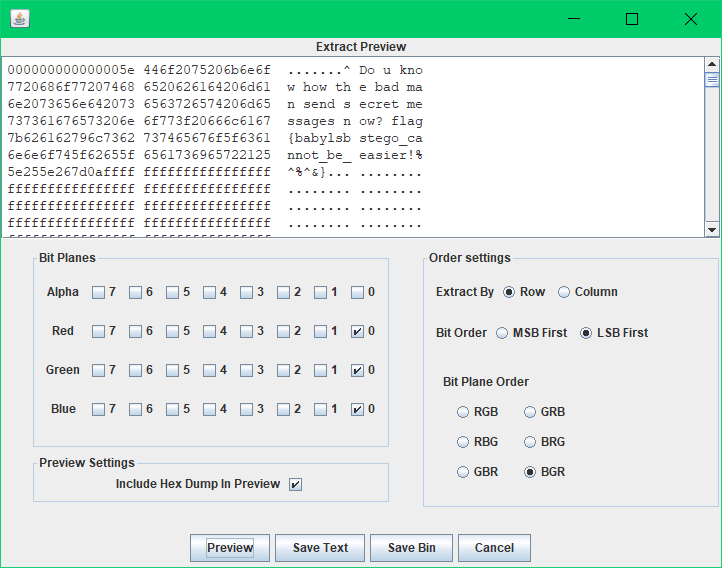 Extract Preview
000000000000005e 446f2075206b6e6f .......^ Do u kno
7720686f77207468 6520626164206d61 w how th e bad ma
6e2073656e642073 6563726574206d65 n send s ecret me
737361676573206e 6f773f20666c6167 ssages n ow? flag
7b626162796c7362 737465676f5f6361 {babylsb stego_ca
6e6e6f745f62655f 6561736965722125 nnot_be_ easier!%
5e255e267d0affff ffffffffffffffff ^%^&}... ........
ffffffffffffffff ffffffffffffffff ........ ........
ffffffffffffffff ffffffffffffffff ........ ........
ffffffffffffffff ffffffffffffffff ........ ........
Bit Planes
Alpha 7 6 5 4 3 2 1 0
Red 7 6 5 4 3 2 1 0
Green 7 6 5 4 3 2 1 0
Blue 7 6 5 4 3 2 1 0
Preview Settings
Include Hex Dump In Preview
Order settings
Extract By Row Column
Bit Order MSB First LSB First
Bit Plane Order
RGB GRB
RBG BRG
GBR BGR
Preview Save Text Save Bin Cancel